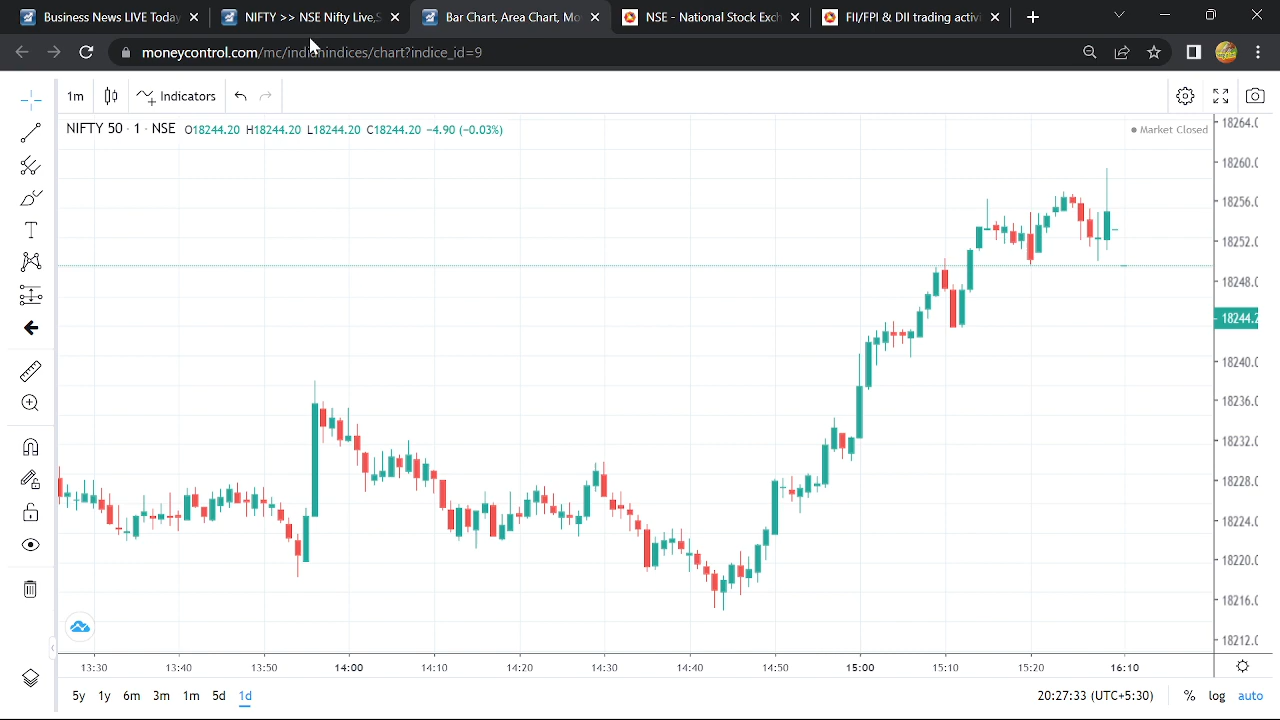 Business News | LIVE Today
NIFTY >> NSE Nifty Live S
Bar Chart, Area Chart, Mo
NSE - National Stock Exch
FII/FPI & DII trading activi
moneycontrol.com/mc/indianindices/chart?indice_id=9
1m
Indicators
NIFTY 50 · 1 · NSE O18244.20 H18244.20 L18244.20 C18244.20 −4.90 (−0.03%)
Market Closed
18264.0
18260.0
18256.0
18252.0
18248.0
18244.2
18240.0
18236.0
18232.0
18228.0
18224.0
18220.0
18216.0
18212.0
13:30 13:40 13:50 14:00 14:10 14:20 14:30 14:40 14:50 15:00 15:10 15:20 16:10
5y 1y 6m 3m 1m 5d 1d
20:27:33 (UTC+5:30) % log auto